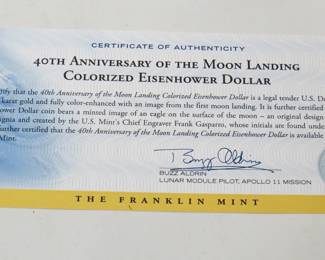 CERTIFICATE OF AUTHENTICITY
40TH ANNIVERSARY OF THE MOON LANDING
COLORIZED EISENHOWER DOLLAR
that the 40th Anniversary of the Moon Landing Colorized Eisenhower Dollar is a legal tender U.S.
karat gold and fully color-enhanced with an image from the first moon landing. It is further certified
Dollar coin bears a minted image of an eagle on the surface of the moon – an original design found
and created by the U.S. Mint's Chief Engraver Frank Gasparro, whose initials are under
further certified that the 40th Anniversary of the Moon Landing Colorized Eisenhower Dollar is available
Mint.
Buzz Aldrin
BUZZ ALDRIN
LUNAR MODULE PILOT, APOLLO 11 MISSION
THE FRANKLIN MINT